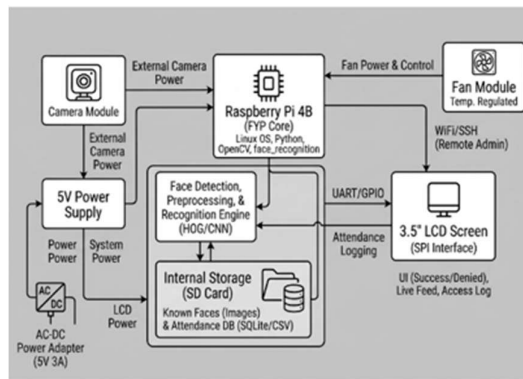 External Camera
Power
Camera Module
Raspberry Pi 4B
(FYP Core)
Linux OS, Python,
OpenCV, face_recognition
Fan Power & Control
Fan Module
Temp. Regulated
External
Camera
Power
WiFi/SSH
(Remote Admin)
5V Power
Supply
Face Detection,
Preprocessing, &
Recognition Engine
(HOG/CNN)
UART/GPIO
Attendance
Logging
3.5" LCD Screen
(SPI Interface)
UI (Success/Denied),
Live Feed, Access Log
Power
Power
System
Power
Internal Storage
(SD Card)
Known Faces (Images)
& Attendance DB (SQLite/CSV)
LCD
Power
AC
DC
AC-DC
Power Adapter
(5V 3A)